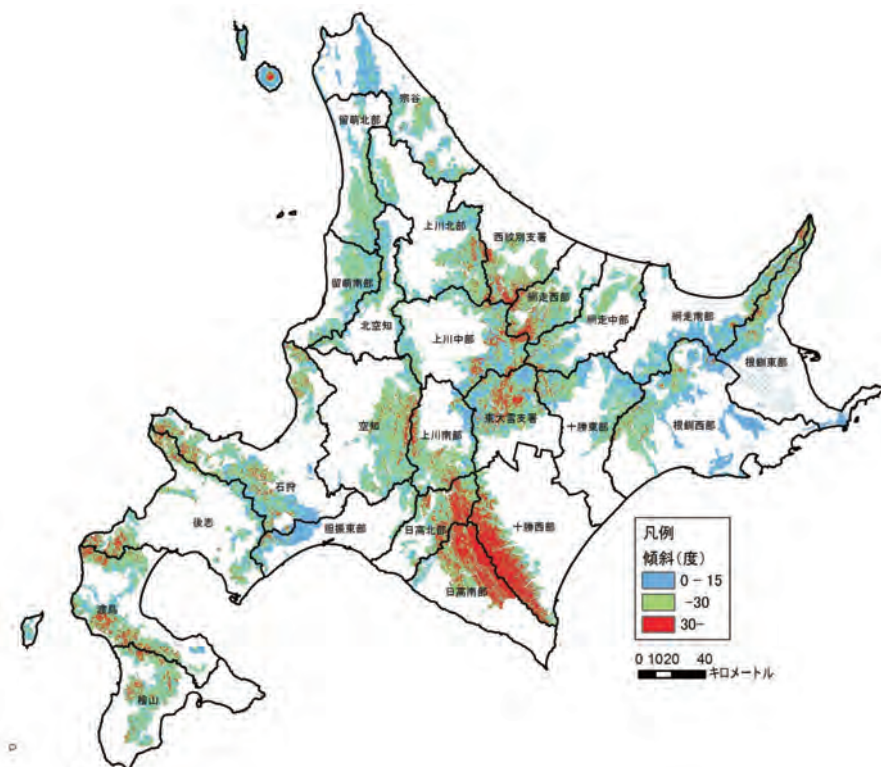 宗谷
留萌北部
上川北部
西紋別支署
留萌南部
網走西部
網走中部
網走南部
北空知
上川中部
根釧東部
空知
上川南部
東大雪支署
十勝東部
根釧西部
石狩
後志
胆振東部
日高北部
十勝西部
日高南部
渡島
檜山
凡例
傾斜(度)
0-15
-30
30-
0 1020 40
キロメートル